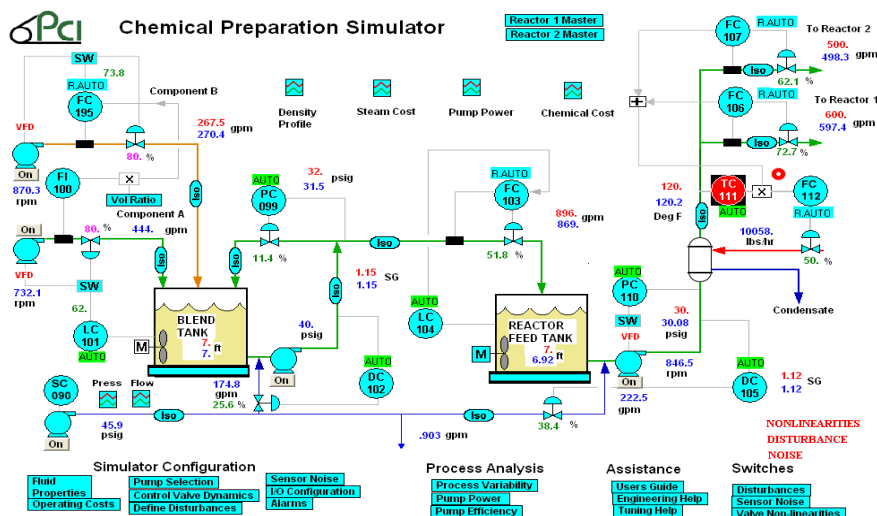 PCI
Chemical Preparation Simulator
Reactor 1 Master
Reactor 2 Master
SW
73.8
R.AUTO
FC
195
Component B
VFD
267.5
270.4
gpm
80. %
On
870.3
rpm
FI
100
X
Vol Ratio
Component A
80. %
444. gpm
On
VFD
732.1
rpm
SW
62.
LC
101
AUTO
Iso
Iso
Iso
Iso
Density
Profile
Steam Cost
Pump Power
Chemical Cost
32.
31.5
psig
AUTO
PC
099
11.4 %
Iso
Iso
1.15
1.15
SG
R.AUTO
FC
103
896.
869.
gpm
51.8 %
BLEND
TANK
7.
7. ft
M
40.
psig
On
AUTO
DC
102
174.8
gpm
25.6 %
AUTO
LC
104
REACTOR
FEED TANK
7.
6.92 ft
M
FC
107
R.AUTO
To Reactor 2
500.
498.3
gpm
Iso
62.1 %
FC
106
R.AUTO
To Reactor 1
600.
597.4
gpm
Iso
72.7 %
+
120.
120.2
Deg F
TC
111
AUTO
X
FC
112
R.AUTO
Iso
10058.
lbs/hr
50. %
Condensate
AUTO
PC
110
SW
VFD
30.
30.08
psig
846.5
rpm
On
222.5
gpm
AUTO
DC
105
1.12
1.12
SG
SC
090
Press
Flow
On
45.9
psig
Iso
Iso
.903 gpm
38.4
%
NONLINEARITIES
DISTURBANCE
NOISE
Simulator Configuration
Fluid
Properties
Operating Costs
Pump Selection
Control Valve Dynamics
Define Disturbances
Sensor Noise
I/O Configuration
Alarms
Process Analysis
Process Variability
Pump Power
Pump Efficiency
Assistance
Users Guide
Engineering Help
Tuning Help
Switches
Disturbances
Sensor Noise
Valve Non-linearities